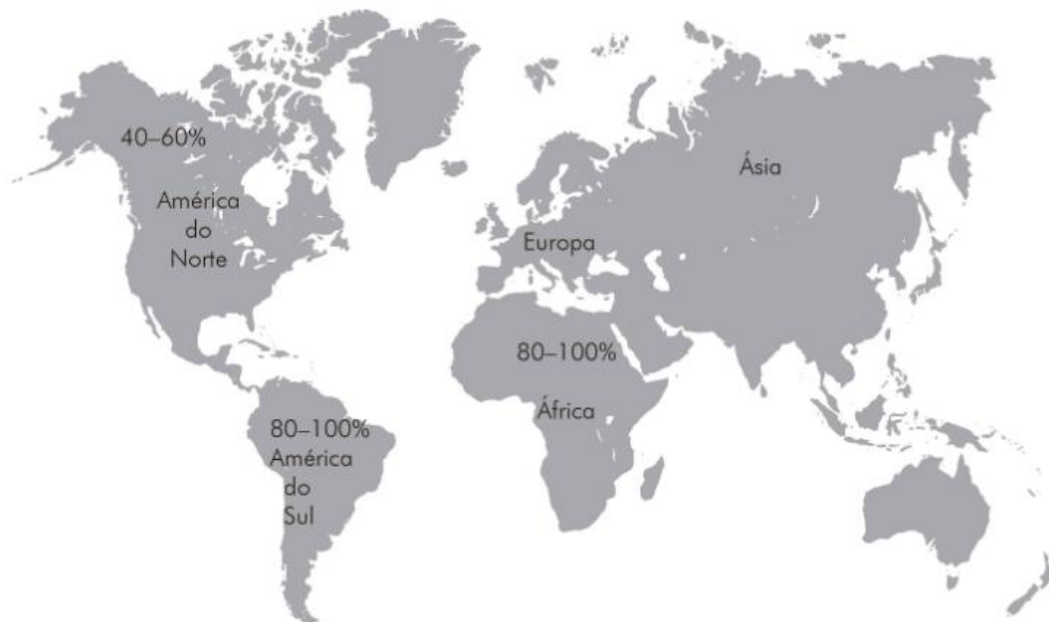 40–60%
América
do
Norte
Ásia
Europa
80–100%
África
80–100%
América
do
Sul